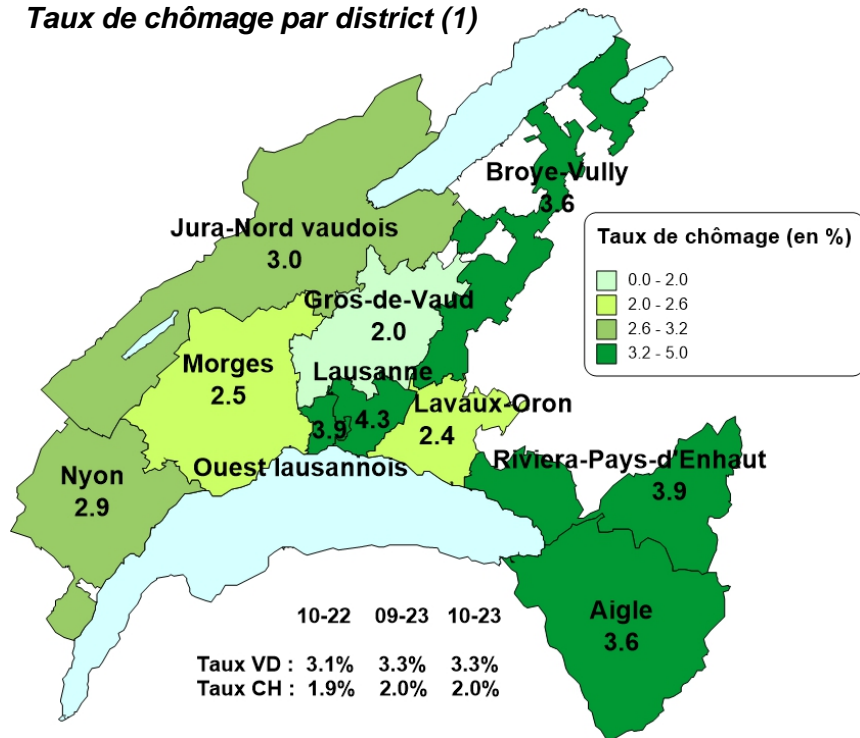 Taux de chômage par district (1)
Broye-Vully
3.6
Jura-Nord vaudois
3.0
Taux de chômage (en %)
0.0 - 2.0
2.0 - 2.6
2.6 - 3.2
3.2 - 5.0
Gros-de-Vaud
2.0
Morges
2.5
Lausanne
4.3
3.9
Ouest lausannois
Lavaux-Oron
2.4
Riviera-Pays-d'Enhaut
3.9
Nyon
2.9
Aigle
3.6
10-22 09-23 10-23
Taux VD : 3.1% 3.3% 3.3%
Taux CH : 1.9% 2.0% 2.0%